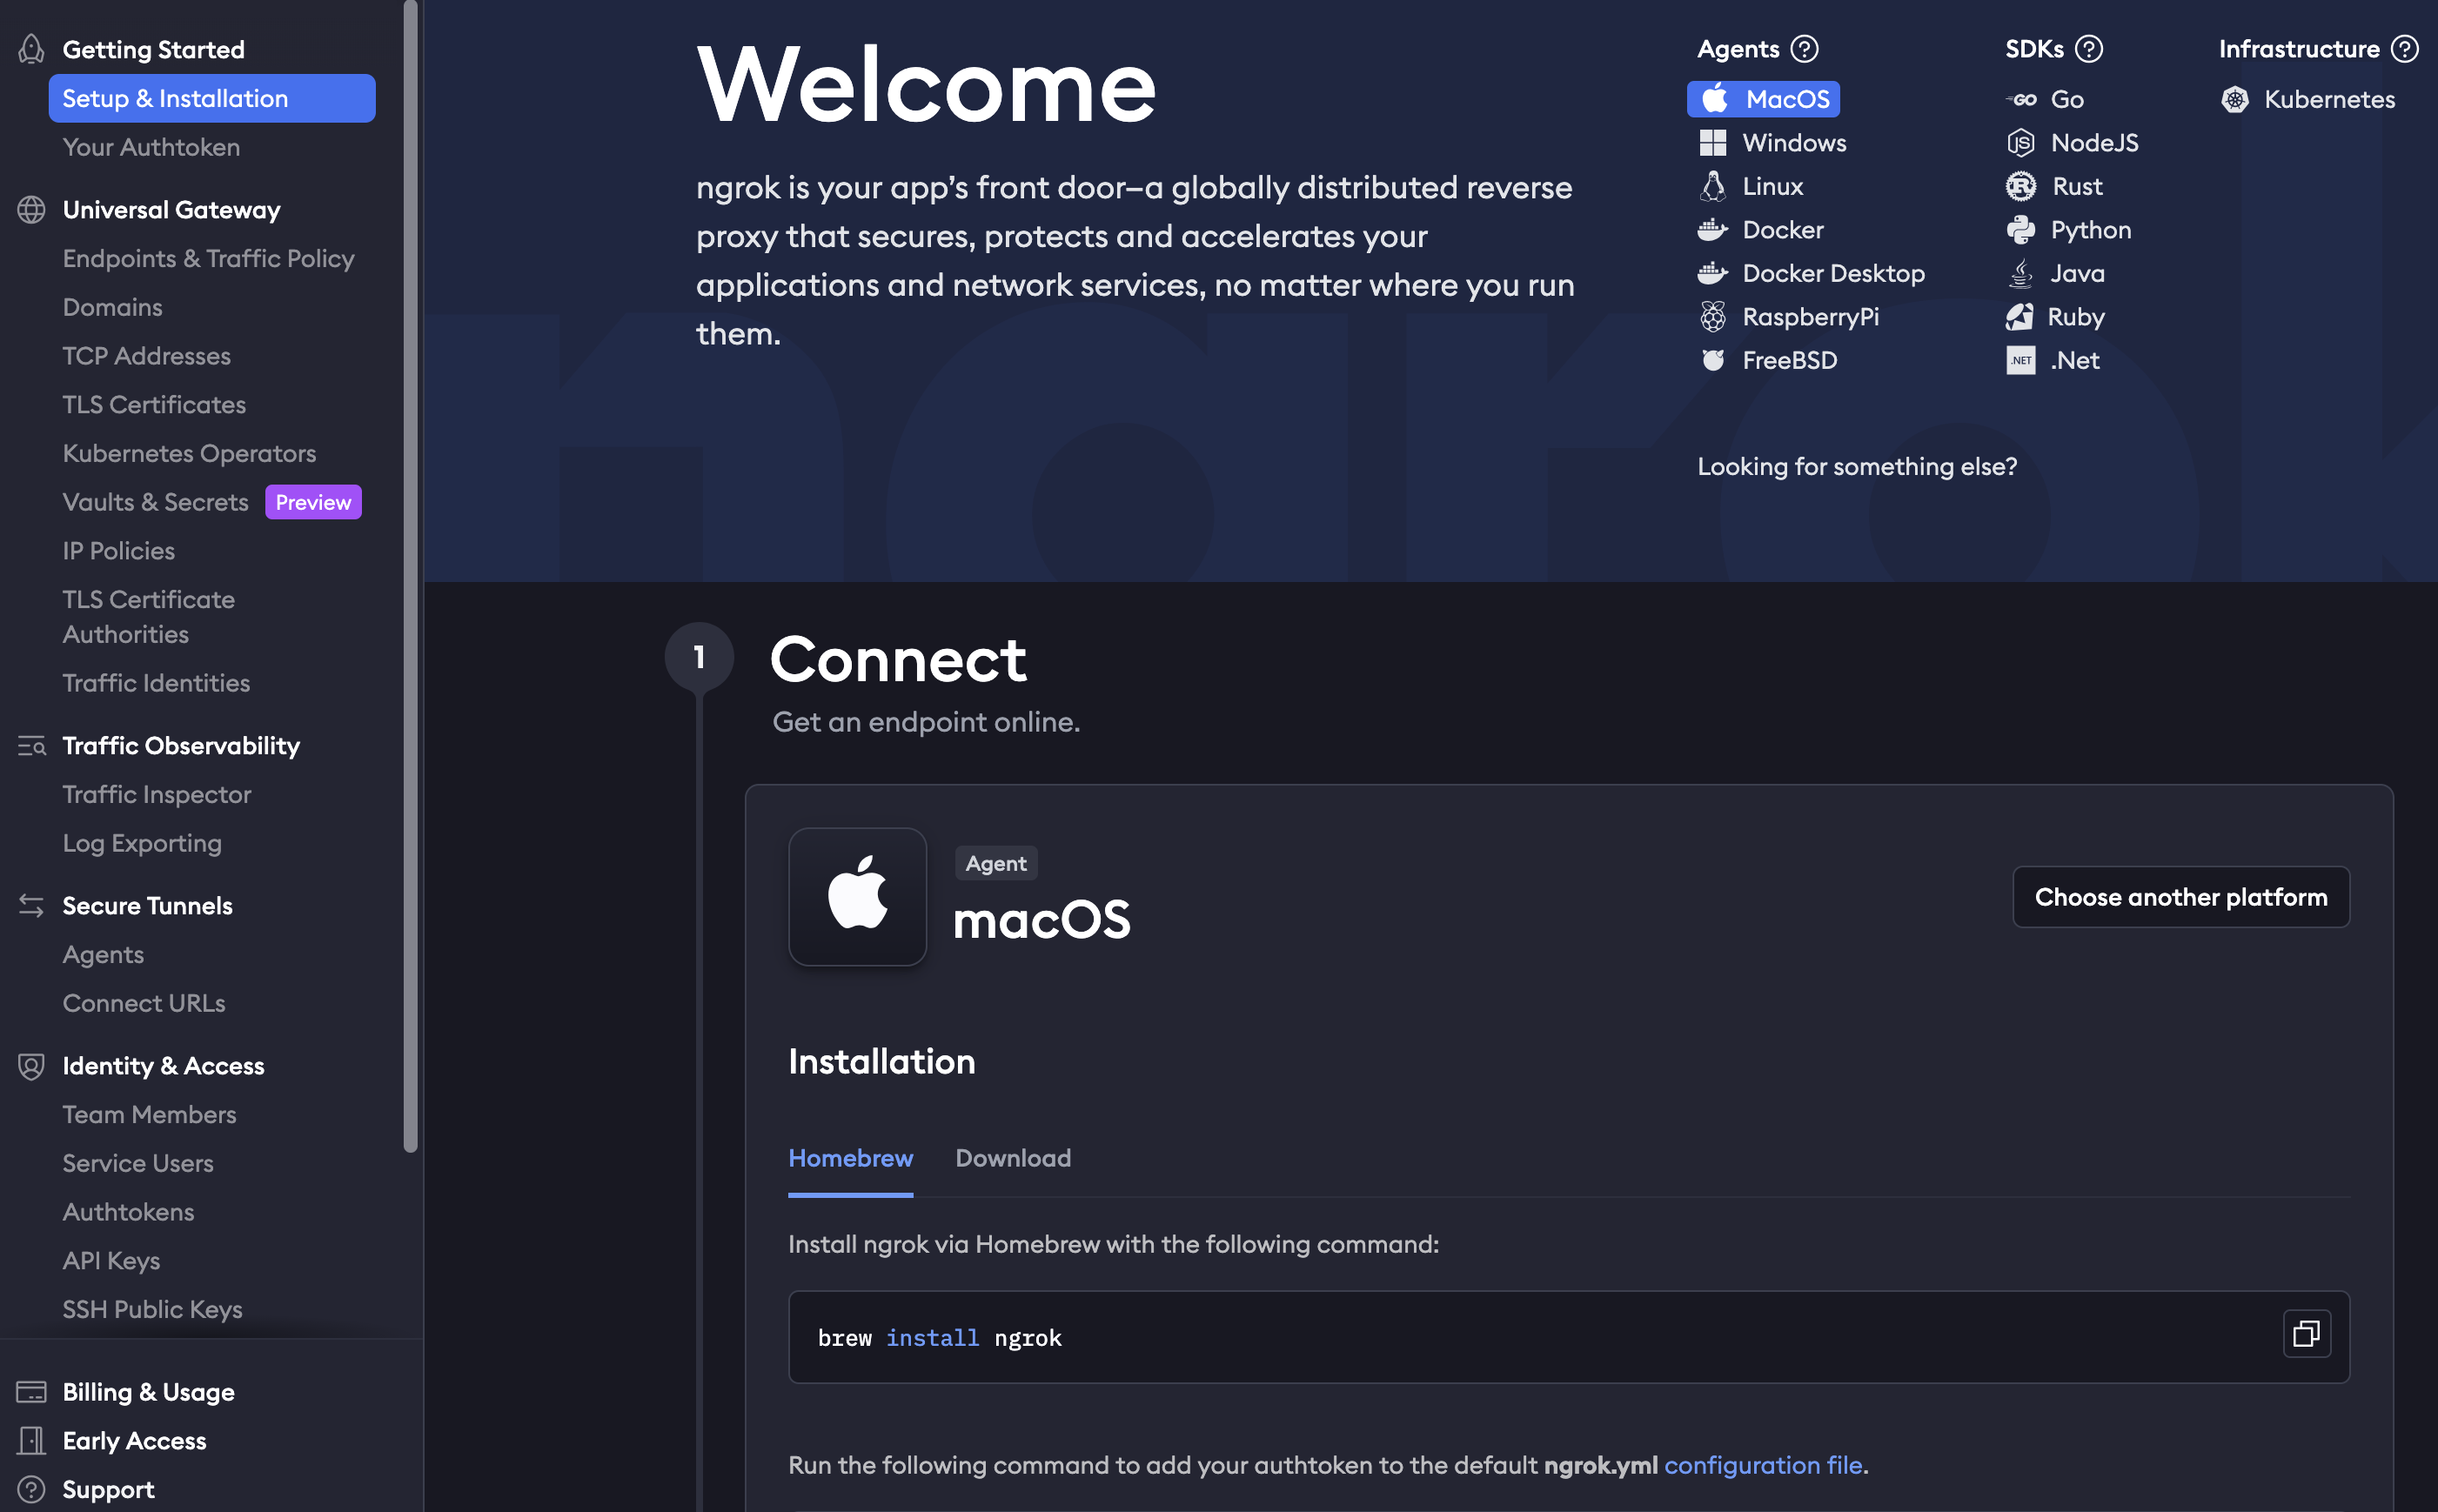 Getting Started
Setup & Installation
Your Authtoken
Universal Gateway
Endpoints & Traffic Policy
Domains
TCP Addresses
TLS Certificates
Kubernetes Operators
Vaults & Secrets Preview
IP Policies
TLS Certificate
Authorities
Traffic Identities
Traffic Observability
Traffic Inspector
Log Exporting
Secure Tunnels
Agents
Connect URLs
Identity & Access
Team Members
Service Users
Authtokens
API Keys
SSH Public Keys
Billing & Usage
Early Access
Support
Welcome
ngrok is your app’s front door—a globally distributed reverse
proxy that secures, protects and accelerates your
applications and network services, no matter where you run
them.
Agents
MacOS
Windows
Linux
Docker
Docker Desktop
RaspberryPi
FreeBSD
SDKs
GO Go
JS NodeJS
R Rust
Python
Java
Ruby
.NET .Net
Infrastructure
Kubernetes
Looking for something else?
ngrok
1
Connect
Get an endpoint online.
Agent
macOS
Choose another platform
Installation
Homebrew Download
Install ngrok via Homebrew with the following command:
brew install ngrok
Run the following command to add your authtoken to the default ngrok.yml configuration file.